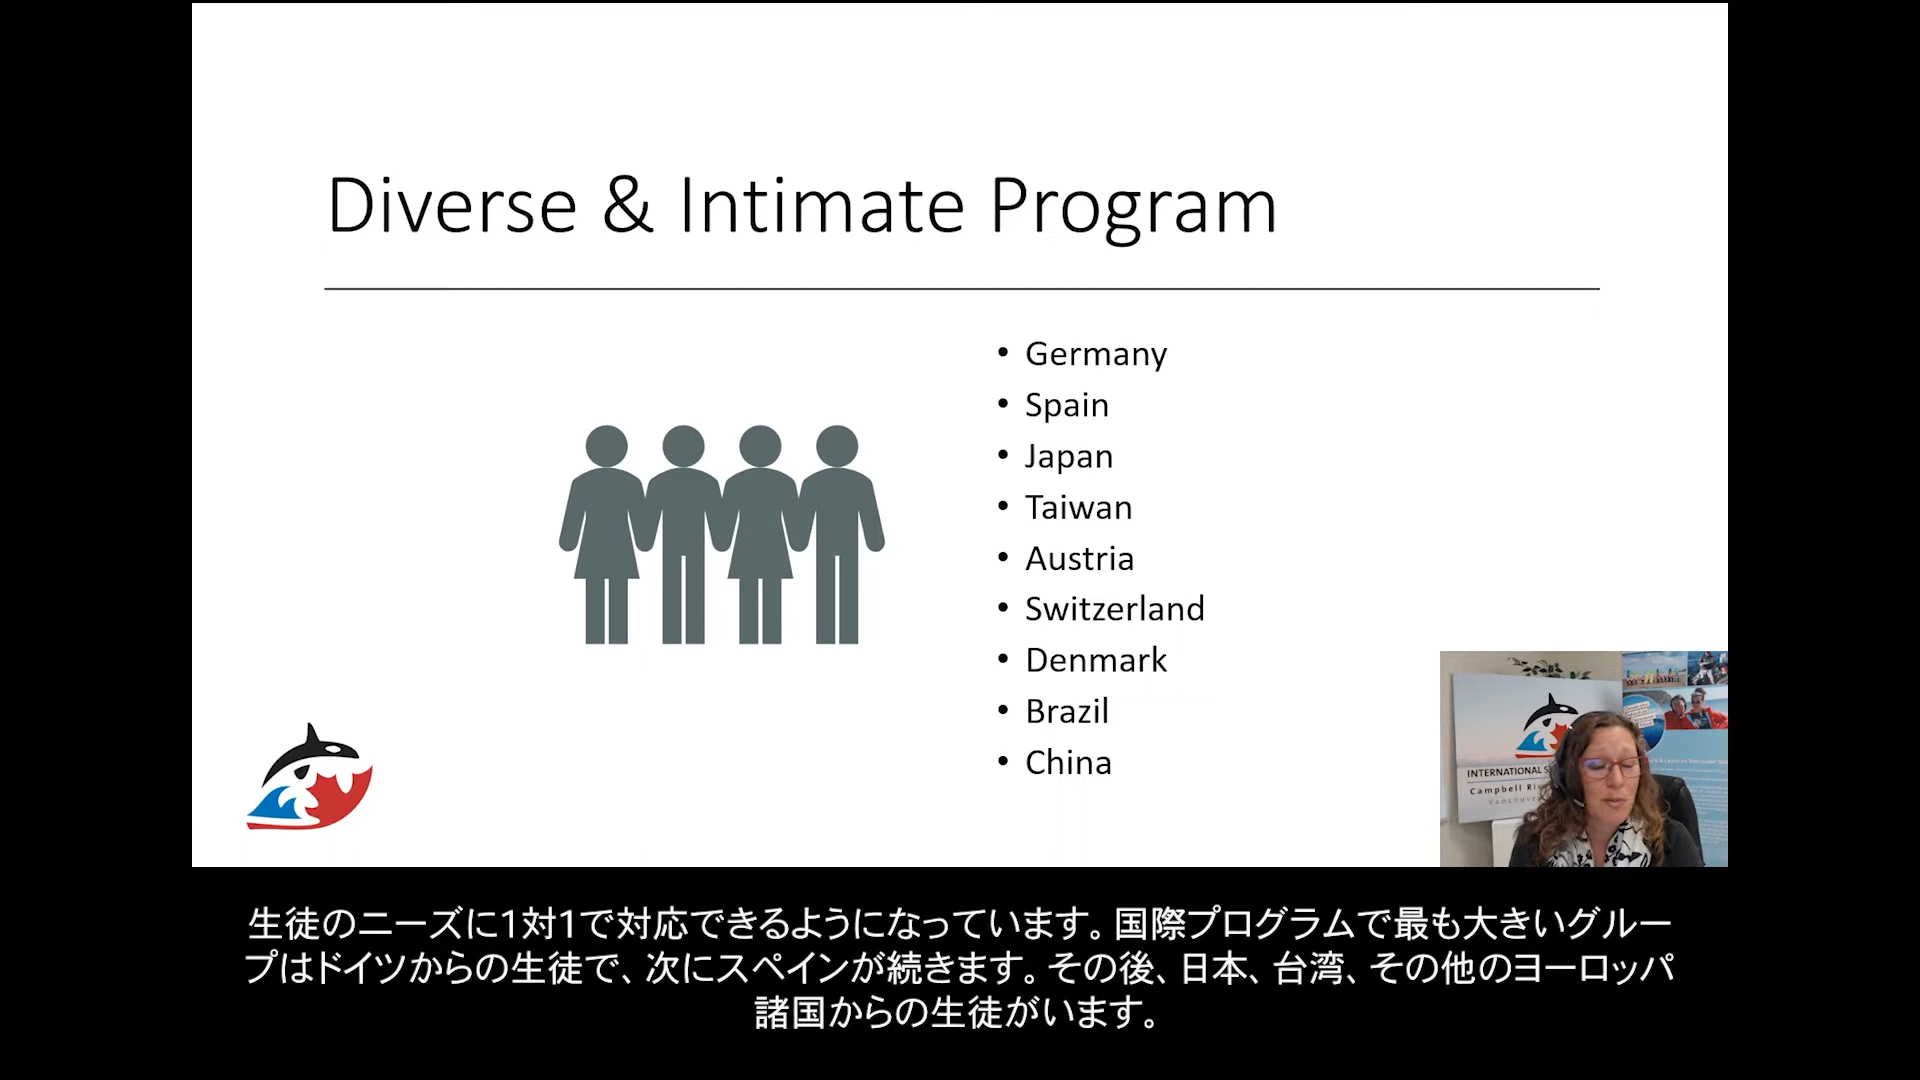 Diverse & Intimate Program
• Germany
• Spain
• Japan
• Taiwan
• Austria
• Switzerland
• Denmark
• Brazil
• China
INTERNATIONAL
Campbell
生徒のニーズに1対1で対応できるようになっています。国際プログラムで最も大きいグルー
プはドイツからの生徒で、次にスペインが続きます。その後、日本、台湾、その他のヨーロッパ
諸国からの生徒がいます。